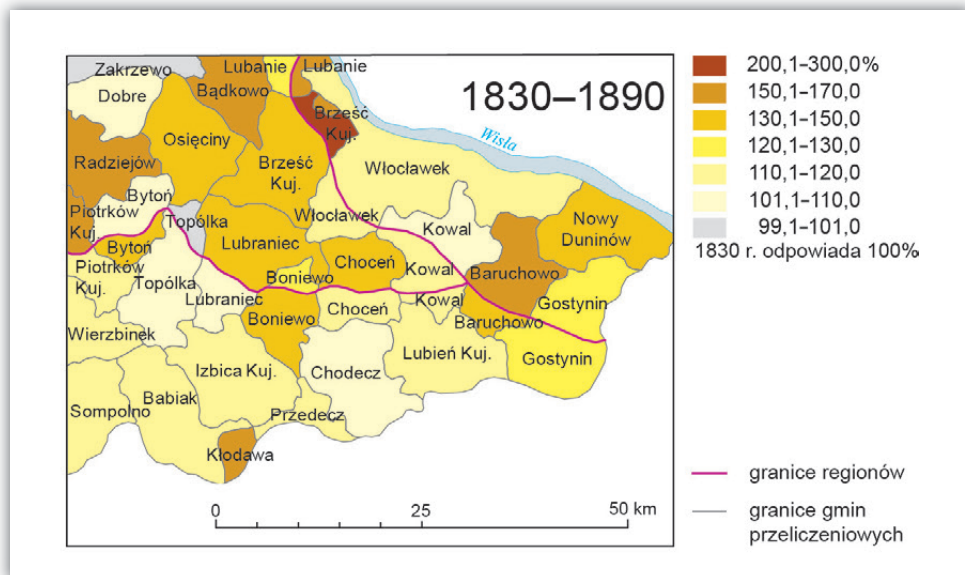 1830–1890
Zakrzewo
Lubanie
Lubanie
Dobre
Bądkowo
Brześć
Kuj.
Wisła
Osięciny
Radziejów
Brześć
Kuj.
Włocławek
Bytoń
Piotrków
Kuj.
Topólka
Włocławek
Nowy
Duninów
Kowal
Bytoń
Lubraniec
Choceń
Piotrków
Kuj.
Topólka
Boniewo
Kowal
Baruchowo
Lubraniec
Kowal
Gostynin
Boniewo
Choceń
Baruchowo
Wierzbinek
Lubień Kuj.
Gostynin
Izbica Kuj.
Chodecz
Sompolno
Babiak
Przedecz
Kłodawa
0 25 50 km
200,1–300,0%
150,1–170,0
130,1–150,0
120,1–130,0
110,1–120,0
101,1–110,0
99,1–101,0
1830 r. odpowiada 100%
granice regionów
granice gmin
przeliczeniowych